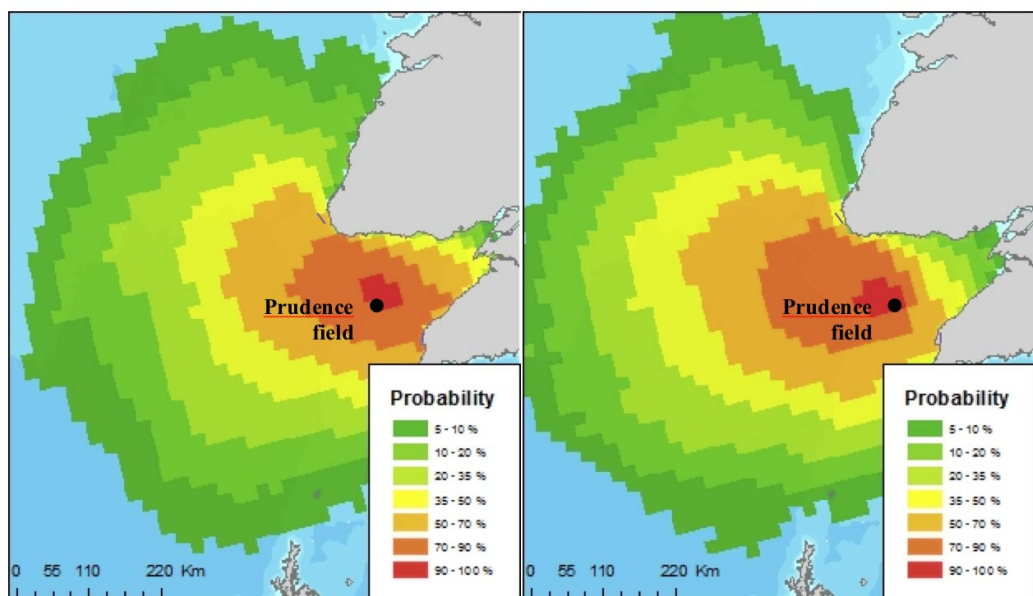 Prudence
field
Probability
5 - 10 %
10 - 20 %
20 - 35 %
35 - 50 %
50 - 70 %
70 - 90 %
90 - 100 %
0 55 110 220 Km
Prudence
field
Probability
5 - 10 %
10 - 20 %
20 - 35 %
35 - 50 %
50 - 70 %
70 - 90 %
90 - 100 %
0 55 110 220 Km